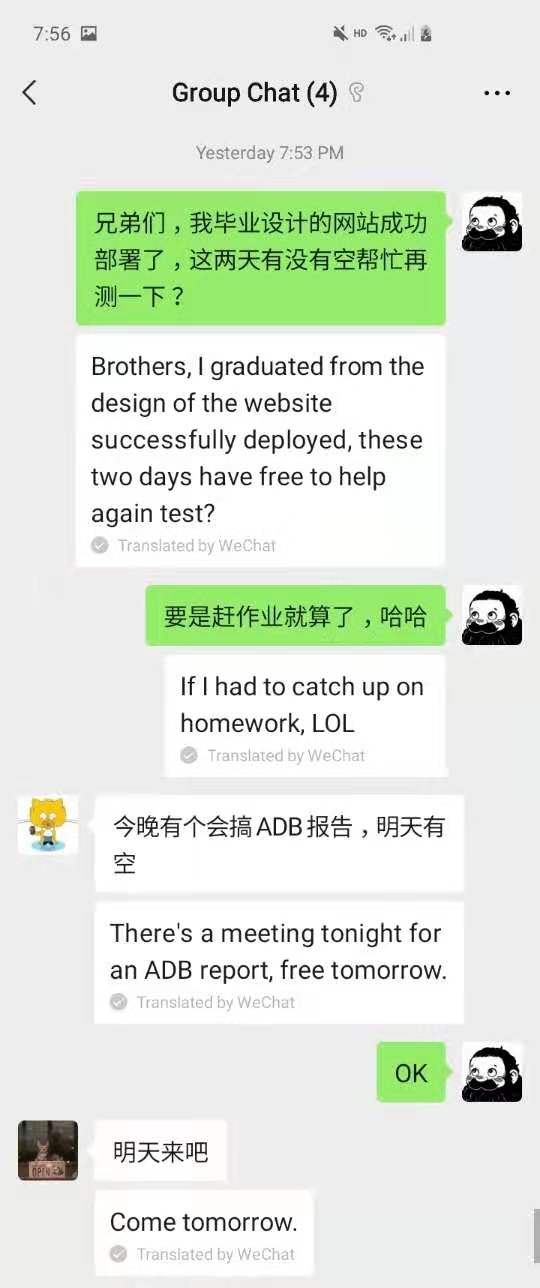 7:56
HD
Group Chat (4)
Yesterday 7:53 PM
兄弟们，我毕业设计的网站成功
部署了，这两天有没有空帮忙再
测一下？
Brothers, I graduated from the
design of the website
successfully deployed, these
two days have free to help
again test?
Translated by WeChat
要是赶作业就算了，哈哈
If I had to catch up on
homework, LOL
Translated by WeChat
今晚有个会搞ADB报告，明天有
空
There's a meeting tonight for
an ADB report, free tomorrow.
Translated by WeChat
OK
明天来吧
OPEN
Come tomorrow.
Translated by WeChat